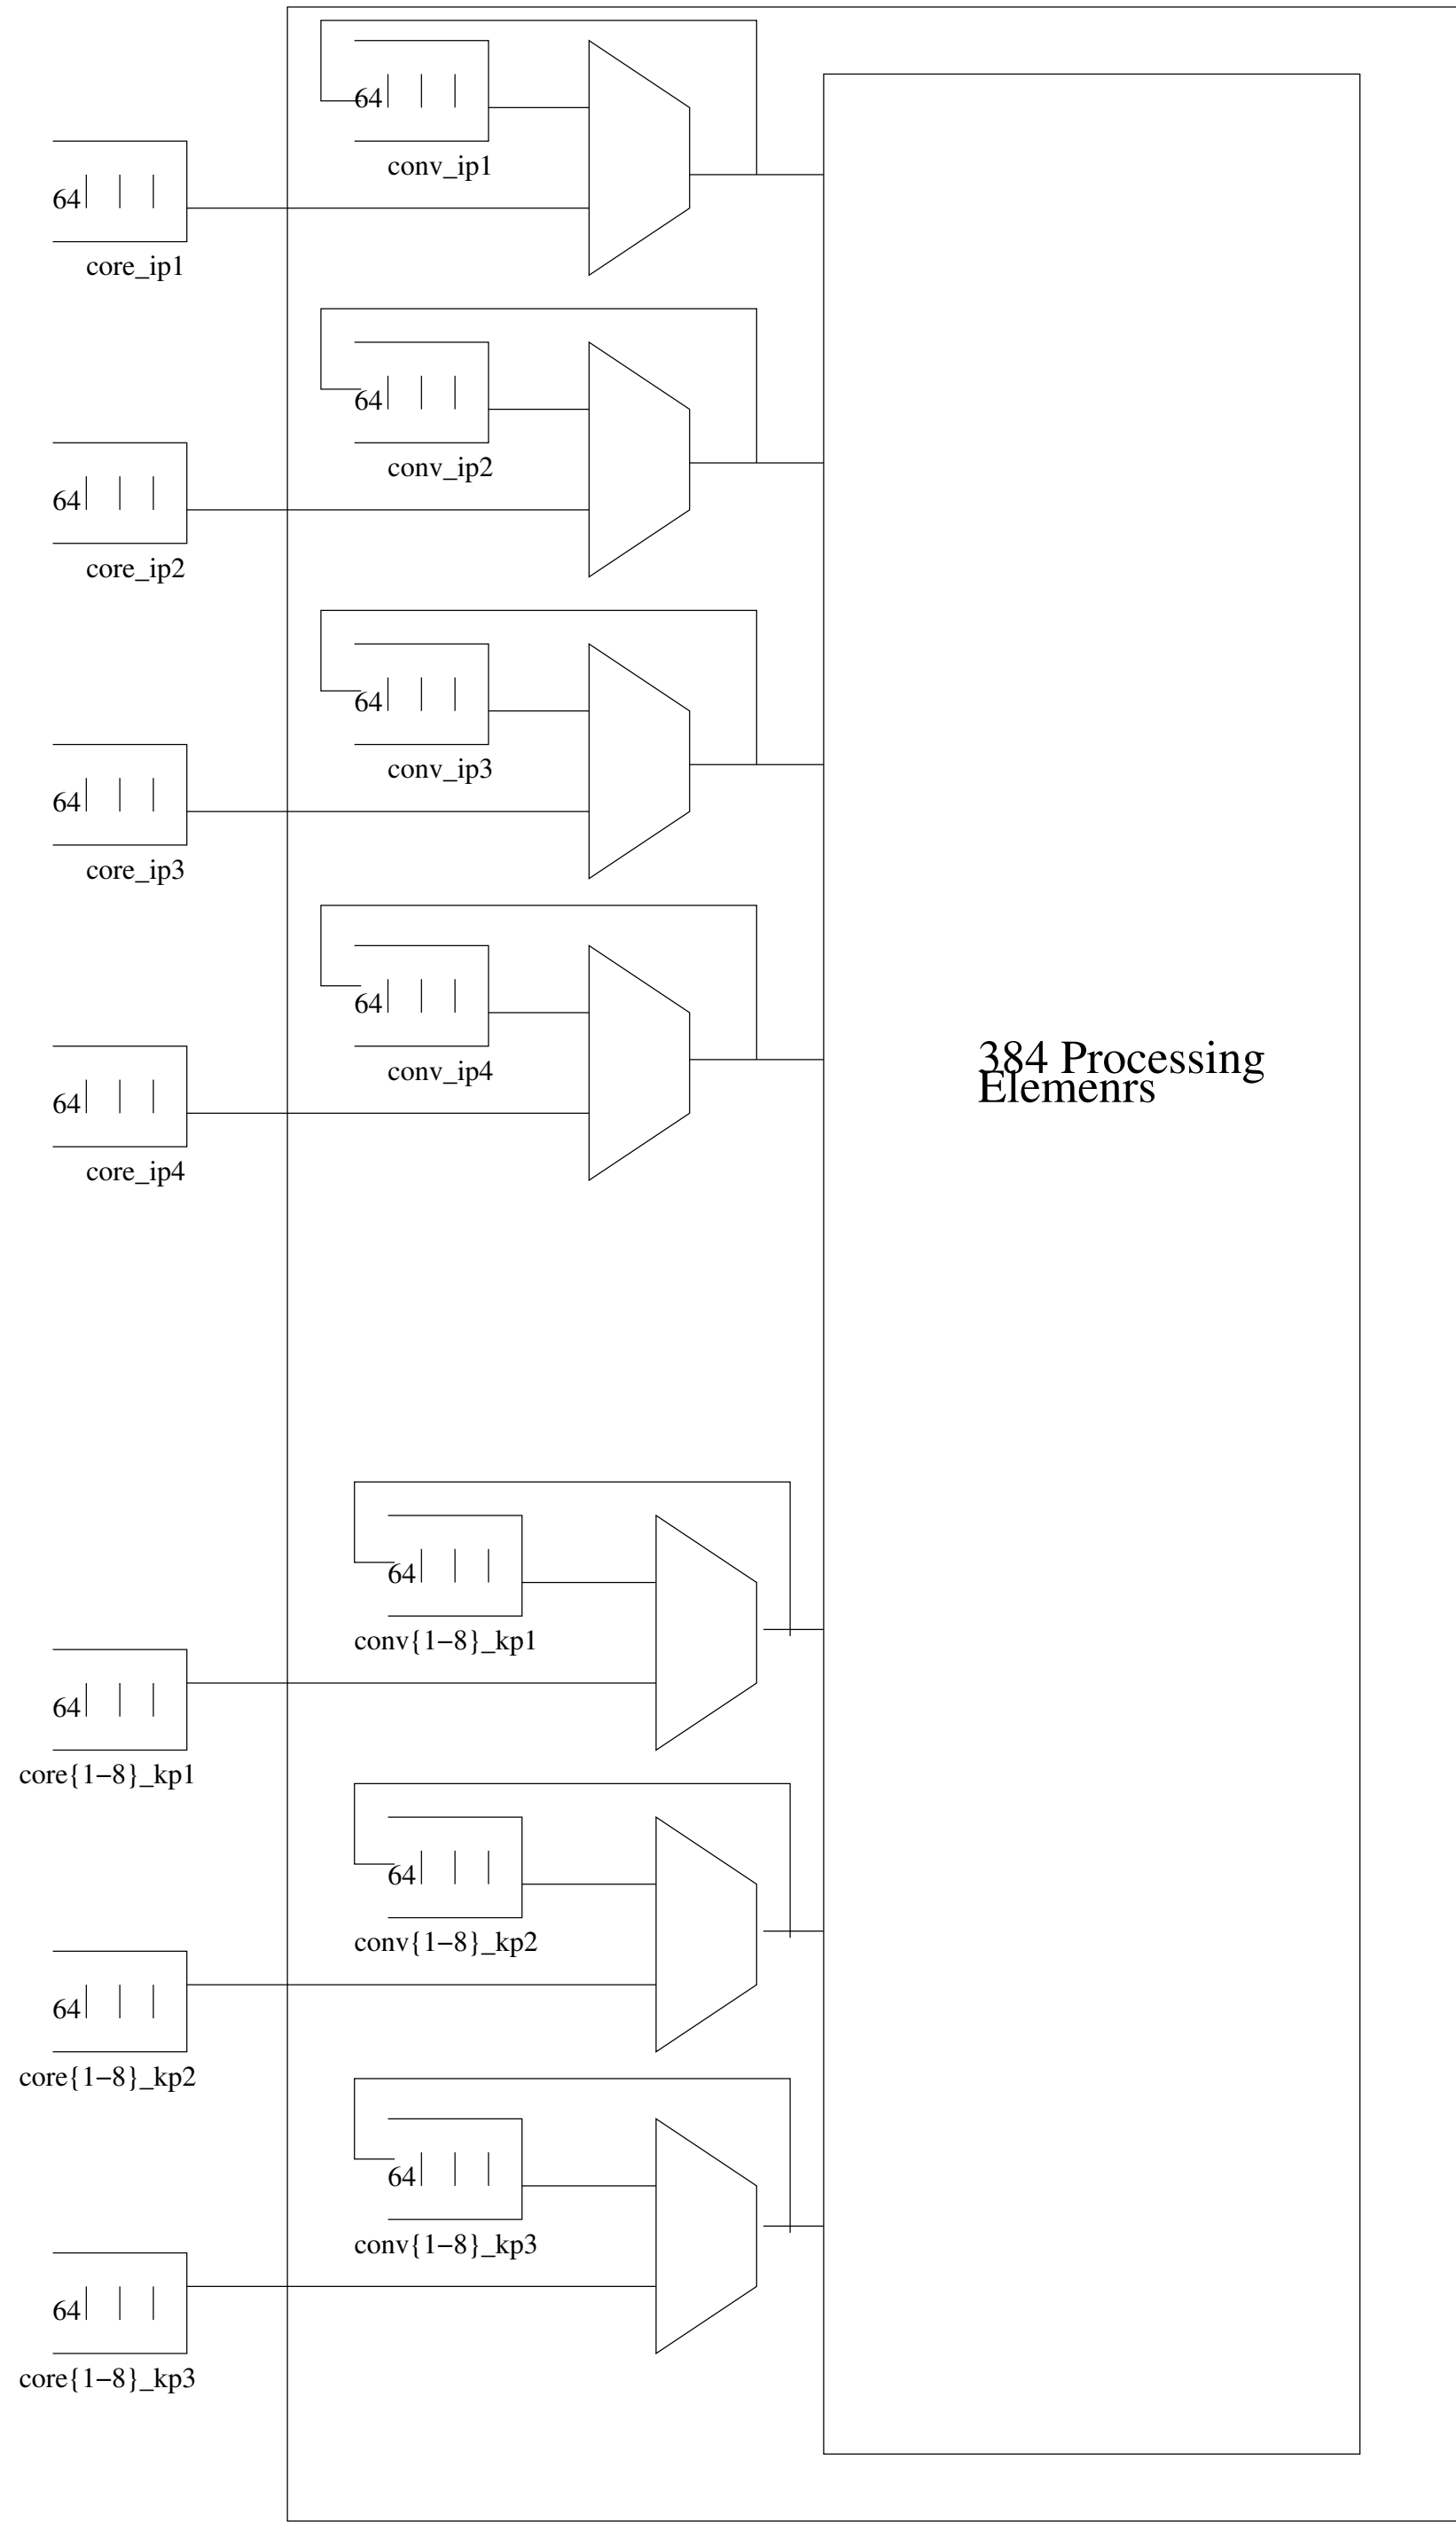 64
conv_ip1
64
core_ip1
64
conv_ip2
64
core_ip2
64
conv_ip3
64
core_ip3
64
conv_ip4
64
core_ip4
384 Processing
Elemenrs
64
conv{1−8}_kp1
64
core{1−8}_kp1
64
conv{1−8}_kp2
64
core{1−8}_kp2
64
conv{1−8}_kp3
64
core{1−8}_kp3